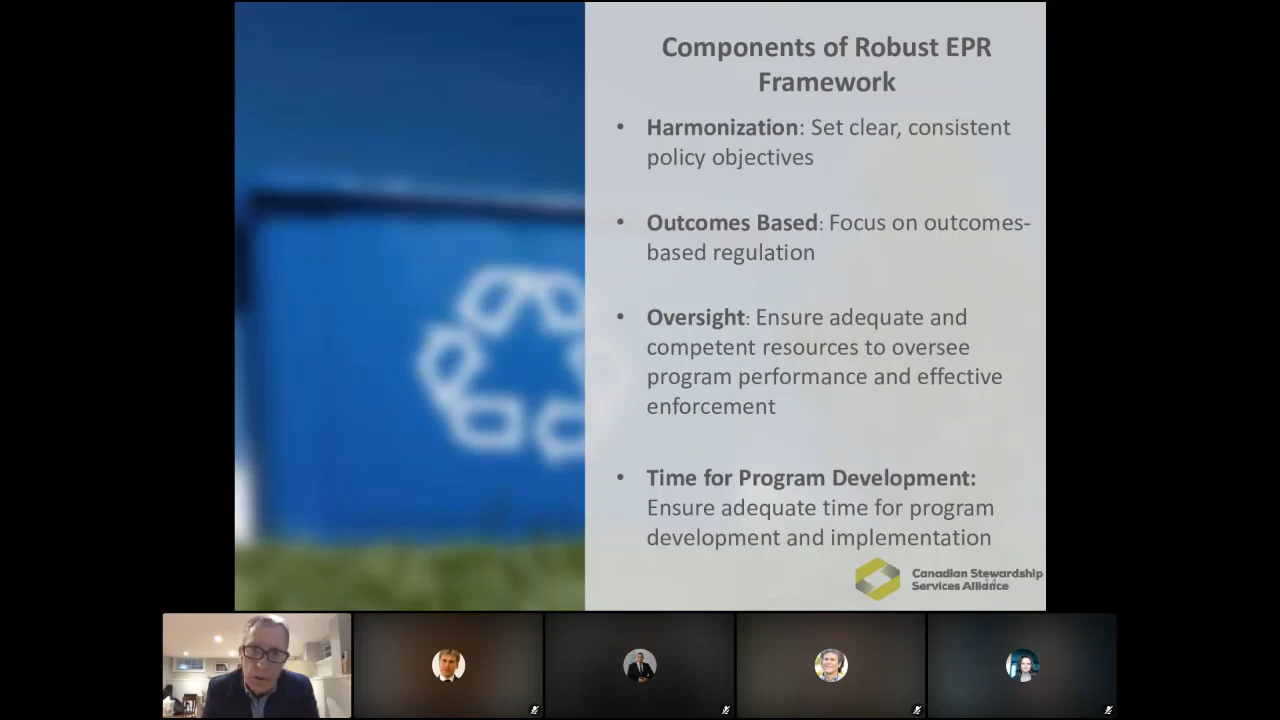 Components of Robust EPR
Framework
• Harmonization: Set clear, consistent
policy objectives
• Outcomes Based: Focus on outcomes-
based regulation
• Oversight: Ensure adequate and
competent resources to oversee
program performance and effective
enforcement
• Time for Program Development:
Ensure adequate time for program
development and implementation
Canadian Stewardship
Services Alliance